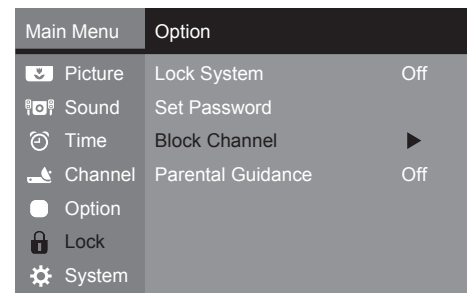 Main Menu
Option
Picture
Sound
Time
Channel
Option
Lock
System
Lock System Off
Set Password
Block Channel
Parental Guidance Off